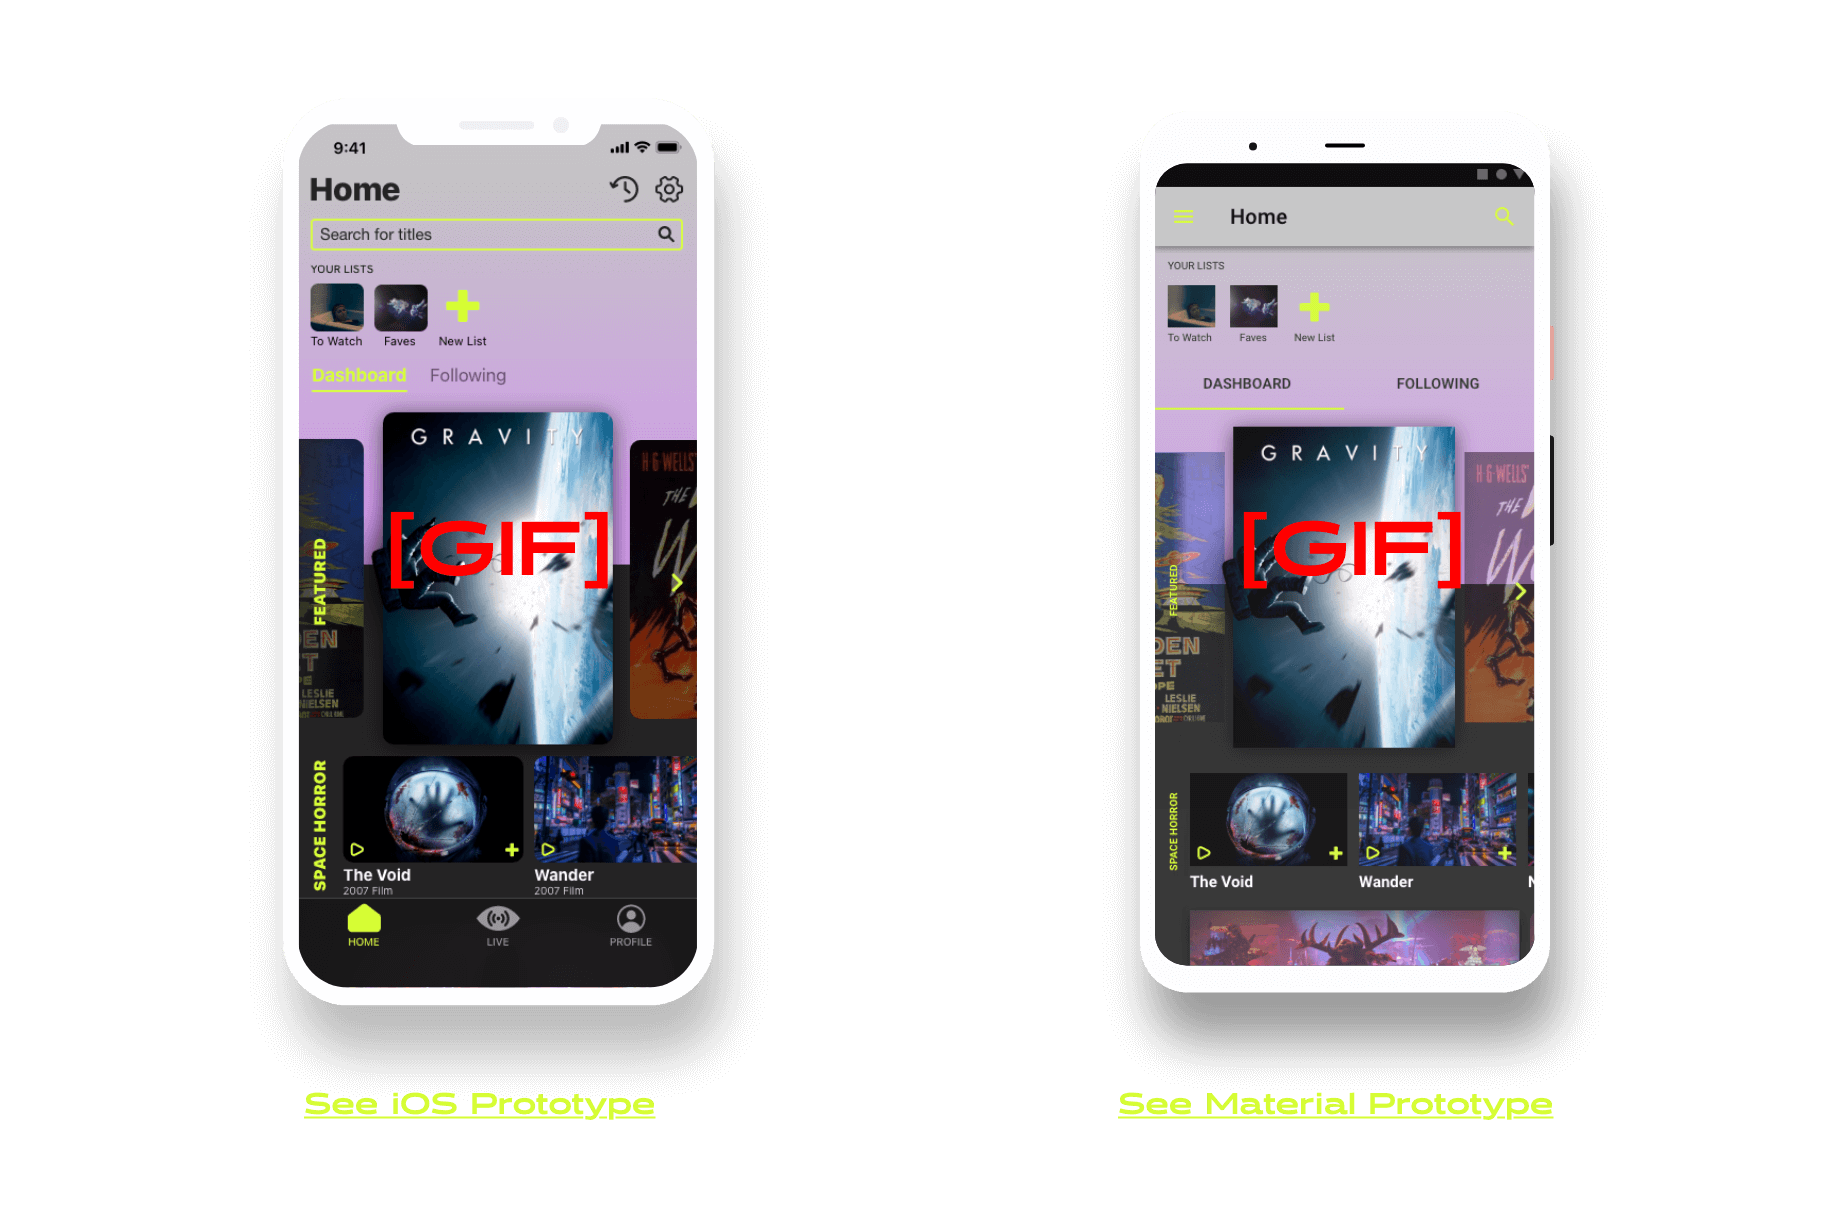 9:41
Home
Search for titles
YOUR LISTS
To Watch
Faves
New List
Dashboard
Following
GRAVITY
H G WELLS'
THE
[GIF]
FEATURED
DEN
ET
PE
LESLIE
NIELSEN
SPACE HORROR
The Void
2007 Film
Wander
2007 Film
HOME
LIVE
PROFILE
See iOS Prototype
Home
YOUR LISTS
To Watch
Faves
New List
DASHBOARD
FOLLOWING
GRAVITY
H G WELLS'
THE
[GIF]
FEATURED
DEN
ET
OPE
LESLIE
NIELSEN
SPACE HORROR
The Void
Wander
See Material Prototype